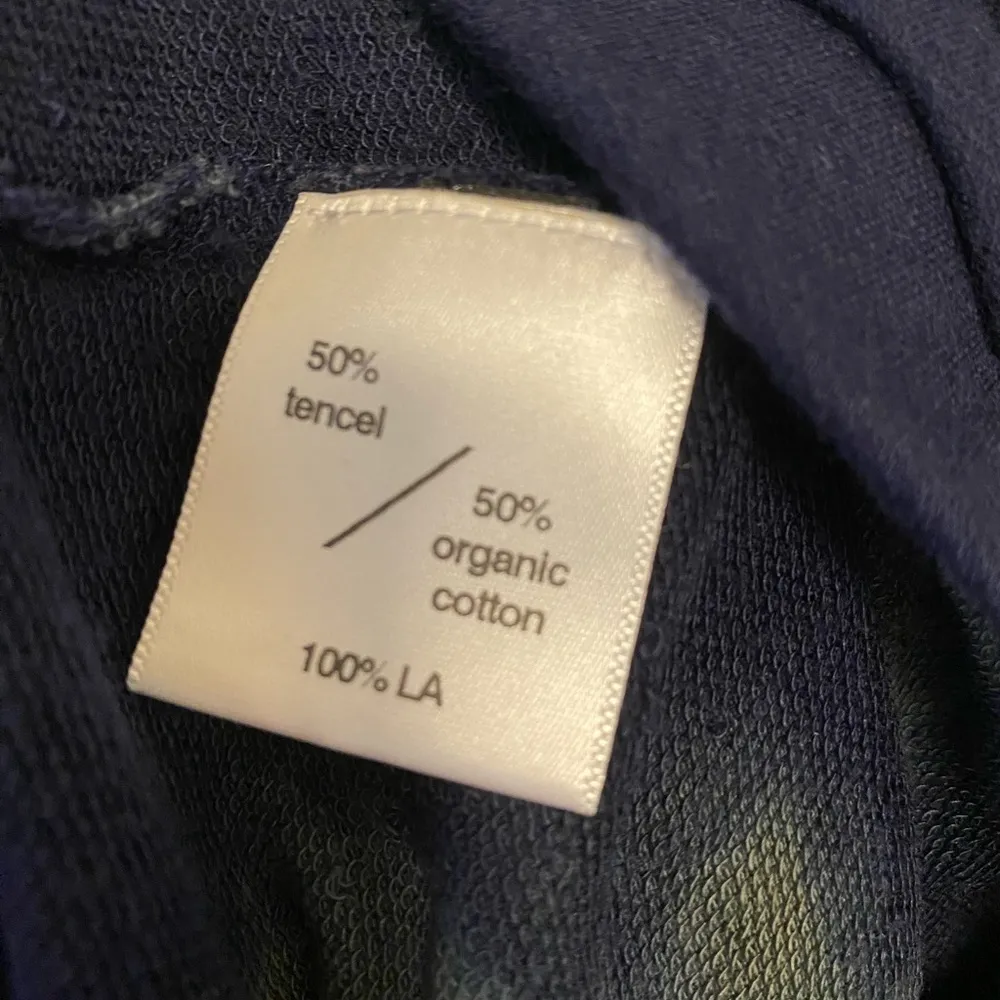 50%
tencel
/
50%
organic
cotton
100% LA